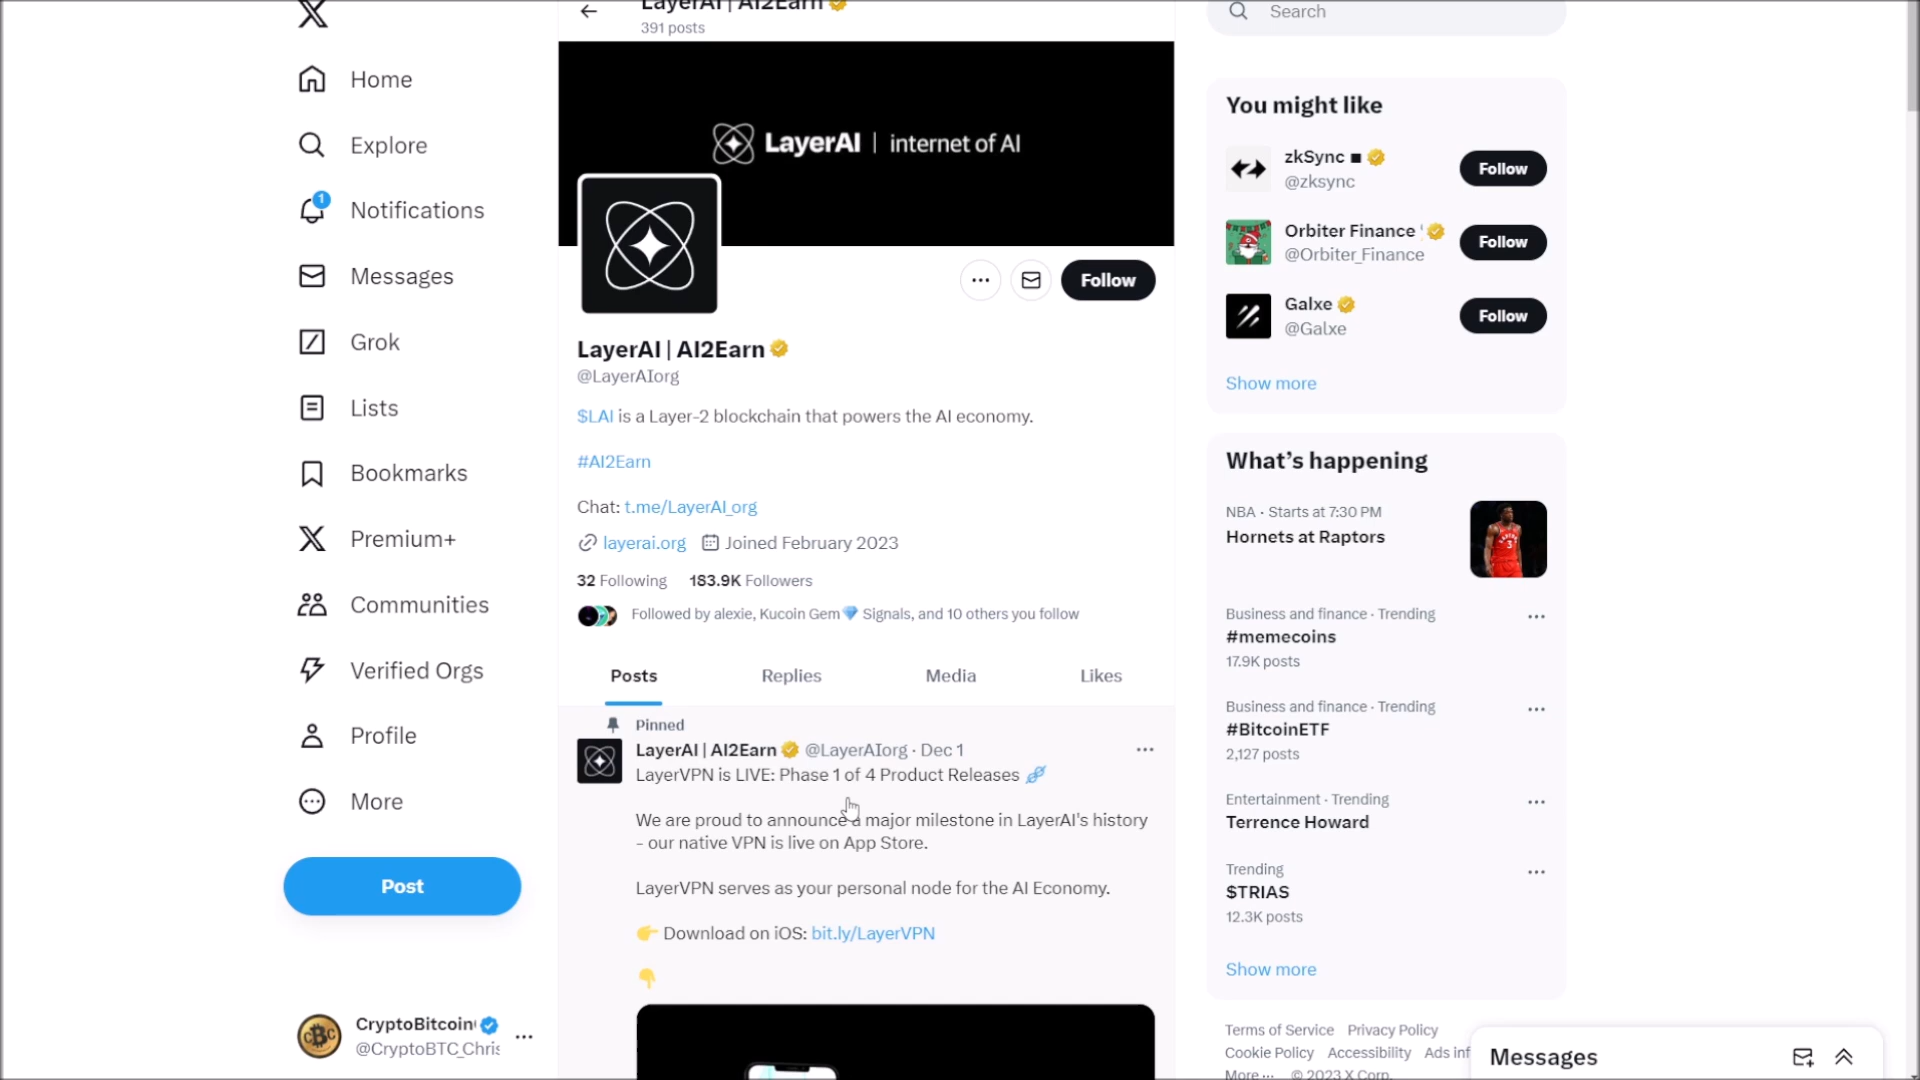 Home
Explore
1
Notifications
Messages
Grok
Lists
Bookmarks
Premium+
Communities
Verified Orgs
Profile
More
Post
CryptoBitcoin
@CryptoBTC_Chris
LayerAI | AI2Earn
391 posts
LayerAI | internet of AI
Follow
LayerAI | AI2Earn
@LayerAIorg
$LAI is a Layer-2 blockchain that powers the AI economy.
#AI2Earn
Chat: t.me/LayerAI_org
layerai.org Joined February 2023
32 Following 183.9K Followers
Followed by alexie, Kucoin Gem💎 Signals, and 10 others you follow
Posts Replies Media Likes
Pinned
LayerAI | AI2Earn @LayerAIorg · Dec 1
LayerVPN is LIVE: Phase 1 of 4 Product Releases
We are proud to announce a major milestone in LayerAI's history
- our native VPN is live on App Store.
LayerVPN serves as your personal node for the AI Economy.
👉 Download on iOS: bit.ly/LayerVPN
👇
Search
You might like
zkSync ∎
@zksync
Follow
Orbiter Finance
@Orbiter_Finance
Follow
Galxe
@Galxe
Follow
Show more
What's happening
NBA · Starts at 7:30 PM
Hornets at Raptors
Business and finance · Trending
#memecoins
17.9K posts
Business and finance · Trending
#BitcoinETF
2,127 posts
Entertainment · Trending
Terrence Howard
Trending
$TRIAS
12.3K posts
Show more
Terms of Service Privacy Policy
Cookie Policy Accessibility Ads inf
More ··· © 2023 X Corp.
Messages